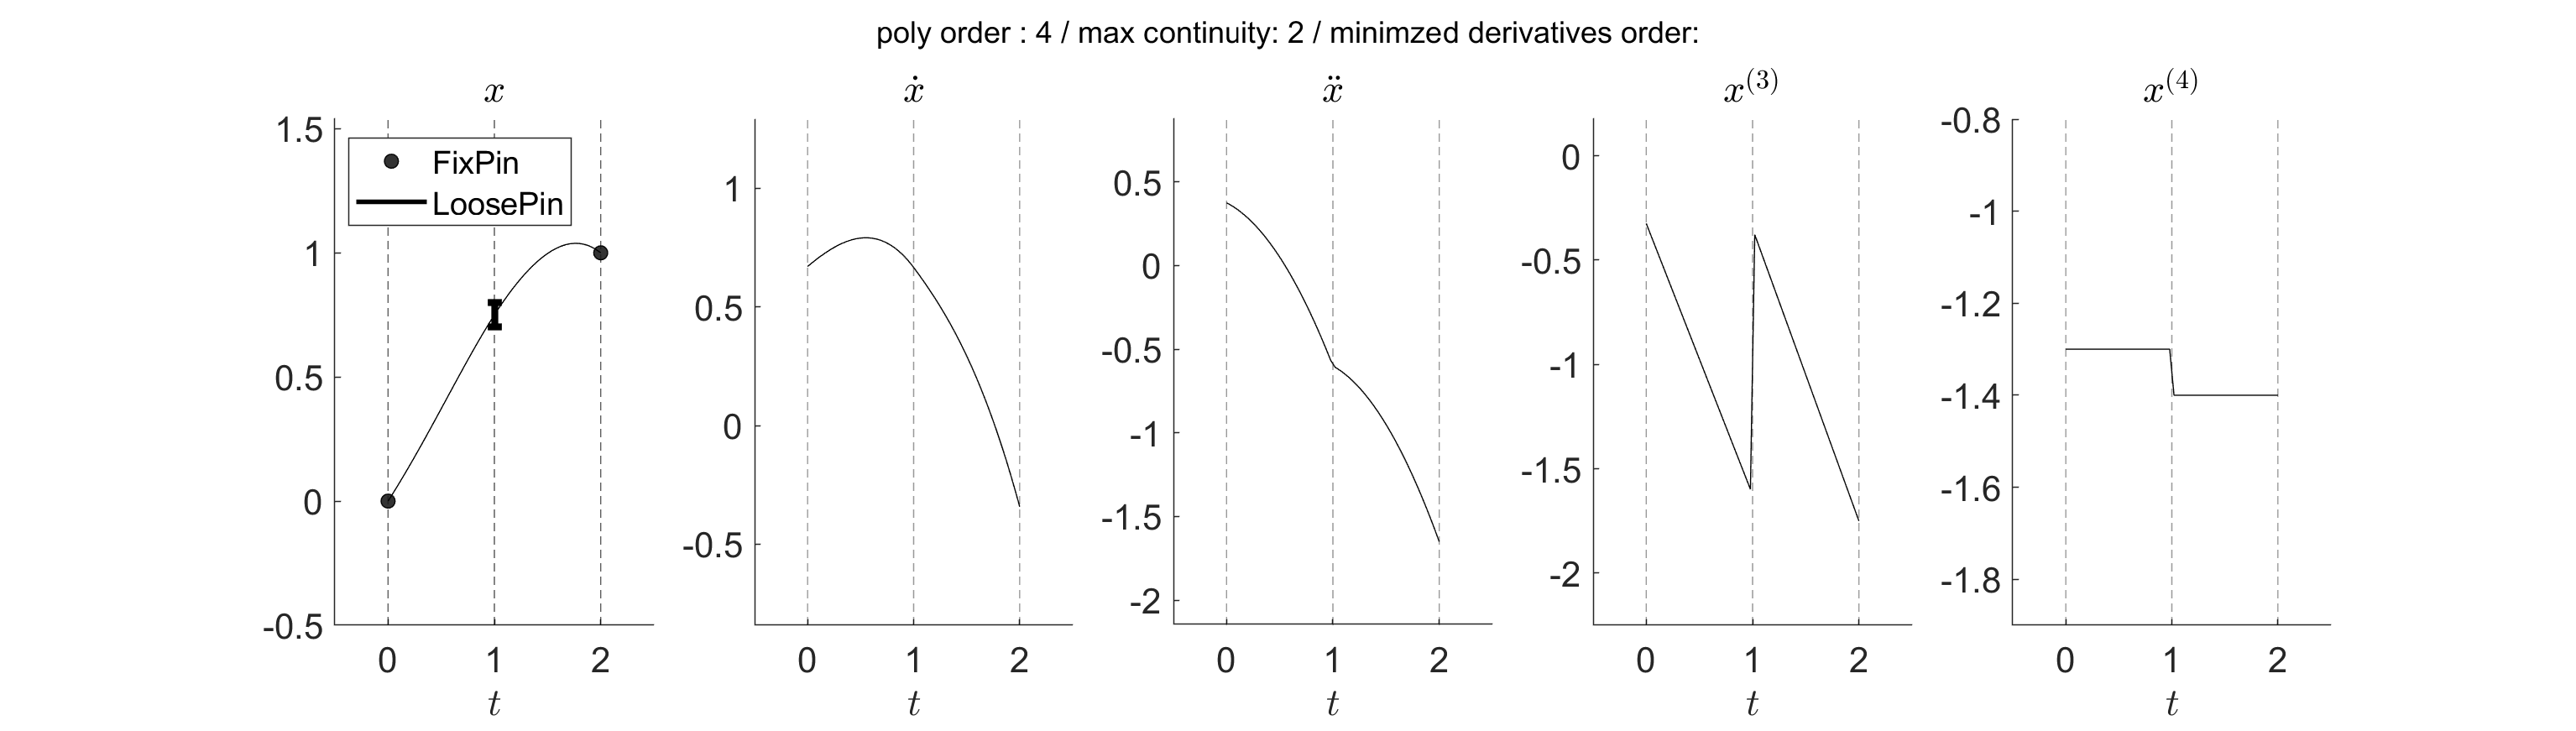 poly order : 4 / max continuity: 2 / minimzed derivatives order:
x
1.5
1
0.5
0
-0.5
FixPin
LoosePin
0 1 2
t
ẋ
1
0.5
0
-0.5
0 1 2
t
ẍ
0.5
0
-0.5
-1
-1.5
-2
0 1 2
t
x^(3)
0
-0.5
-1
-1.5
-2
0 1 2
t
x^(4)
-0.8
-1
-1.2
-1.4
-1.6
-1.8
0 1 2
t